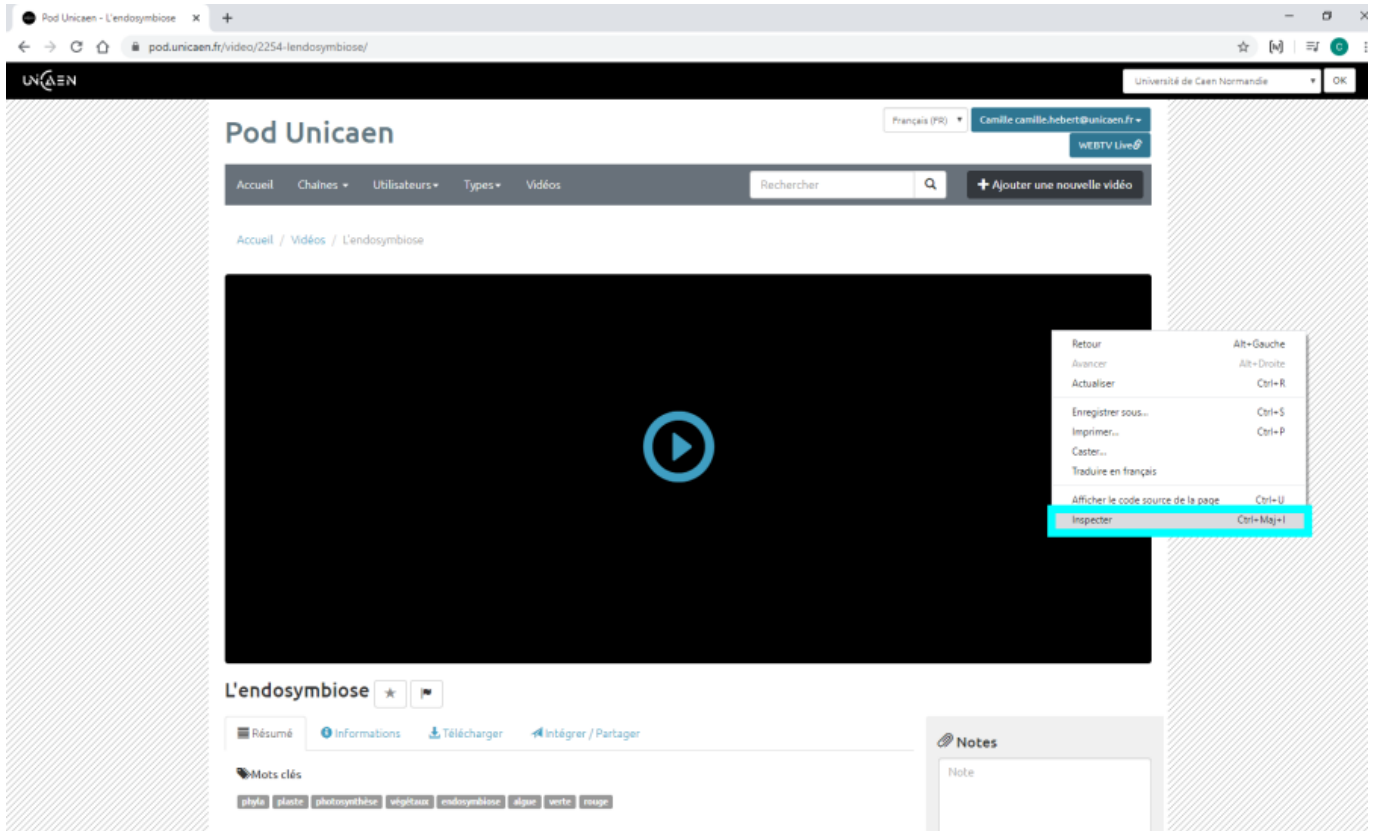 Pod Unicaen - L'endosymbiose
pod.unicaen.fr/video/2254-lendosymbiose/
C
UNICAEN
Université de Caen Normandie
OK
Pod Unicaen
Français (FR)
Camille camille.hebert@unicaen.fr
WEBTV Live
Accueil Chaînes Utilisateurs Types Vidéos Rechercher Ajouter une nouvelle vidéo
Accueil / Vidéos / L'endosymbiose
Retour Alt+Gauche
Avancer Alt+Droite
Actualiser Ctrl+R
Enregistrer sous... Ctrl+S
Imprimer... Ctrl+P
Caster...
Traduire en français
Afficher le code source de la page Ctrl+U
Inspecter Ctrl+Maj+I
L'endosymbiose
Résumé Informations Télécharger Intégrer / Partager
Notes
Mots clés
Note
phyla plaste photosynthèse végétaux endosymbiose algue verte rouge